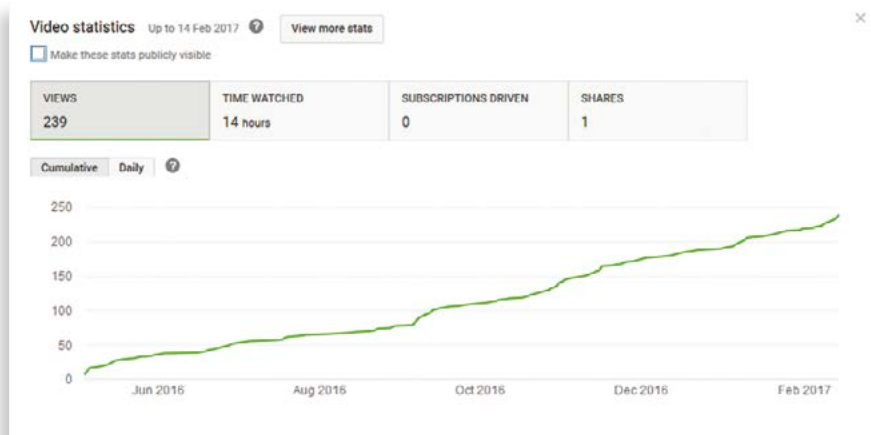 Video statistics Up to 14 Feb 2017 ? View more stats ×
Make these stats publicly visible
VIEWS TIME WATCHED SUBSCRIPTIONS DRIVEN SHARES
239 14 hours 0 1
Cumulative Daily ?
250
200
150
100
50
0
Jun 2016 Aug 2016 Oct 2016 Dec 2016 Feb 2017